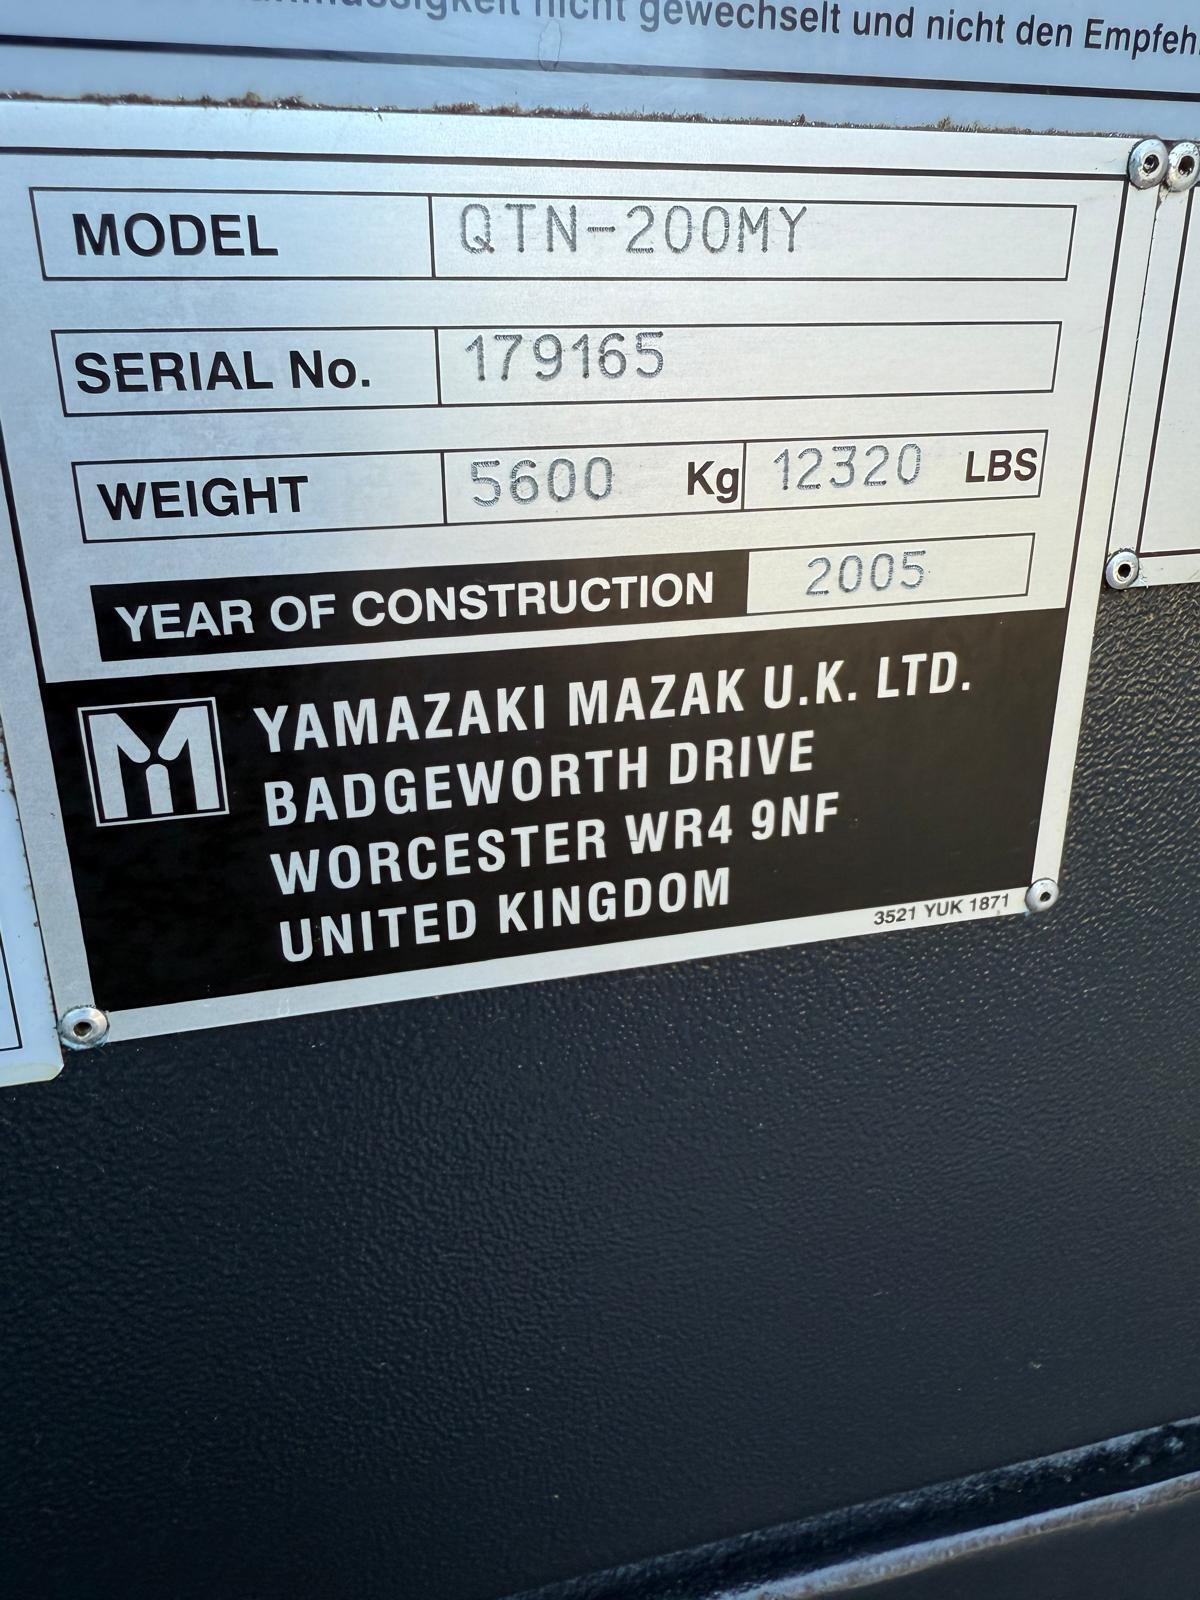 nicht gewechselt und nicht den
MODEL QTN-200MY
SERIAL No. 179165
WEIGHT 5600 Kg 12320 LBS
YEAR OF CONSTRUCTION 2005
YAMAZAKI MAZAK U.K. LTD.
BADGEWORTH DRIVE
WORCESTER WR4 9NF
UNITED KINGDOM
3521 YUK 1871